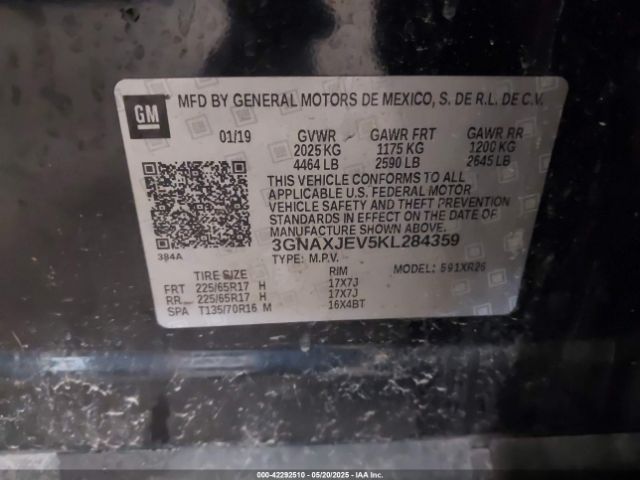 GM
MFD BY GENERAL MOTORS DE MEXICO, S. DE R.L. DE C.V.
01/19 GVWR GAWR FRT GAWR RR
2025 KG 1175 KG 1200 KG
4464 LB 2590 LB 2645 LB
THIS VEHICLE CONFORMS TO ALL
APPLICABLE U.S. FEDERAL MOTOR
VEHICLE SAFETY AND THEFT PREVENTION
STANDARDS IN EFFECT ON THE DATE OF
MANUFACTURE SHOWN ABOVE.
3GNAXJEV5KL284359
384A TYPE: M.P.V. MODEL: 591XR26
TIRE SIZE RIM
FRT 225/65R17 H 17X7J
RR 225/65R17 H 17X7J
SPA T135/70R16 M 16X4BT
000-42292510 - 05/20/2025 - IAA Holdings, LLC.